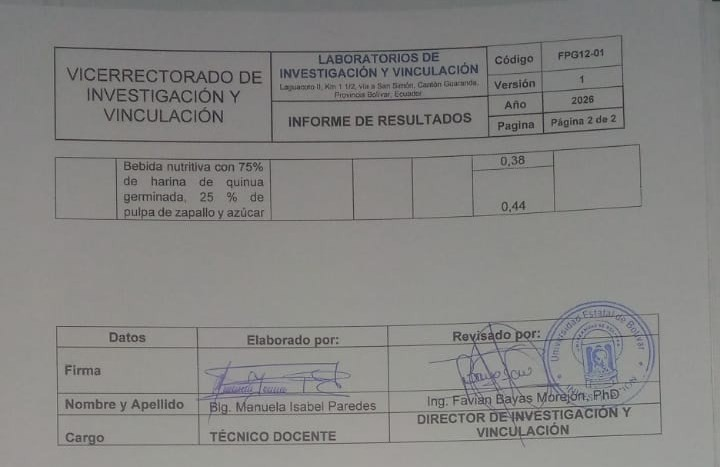 VICERRECTORADO DE
INVESTIGACIÓN Y
VINCULACIÓN
LABORATORIOS DE
INVESTIGACIÓN Y VINCULACIÓN
Laguacoto II, Km 1 1/2, vía a San Simón, Cantón Guaranda,
Provincia Bolívar, Ecuador.
INFORME DE RESULTADOS
Código FPG12-01
Versión 1
Año 2026
Pagina Página 2 de 2
Bebida nutritiva con 75%
de harina de quinua
germinada, 25 % de
pulpa de zapallo y azúcar
0,38
0,44
Datos Elaborado por: Revisado por:
Firma
Universidad Estatal de Bolívar
Nombre y Apellido Blg. Manuela Isabel Paredes Ing. Favian Bayas Morejón, PhD
Cargo TÉCNICO DOCENTE DIRECTOR DE INVESTIGACIÓN Y
VINCULACIÓN